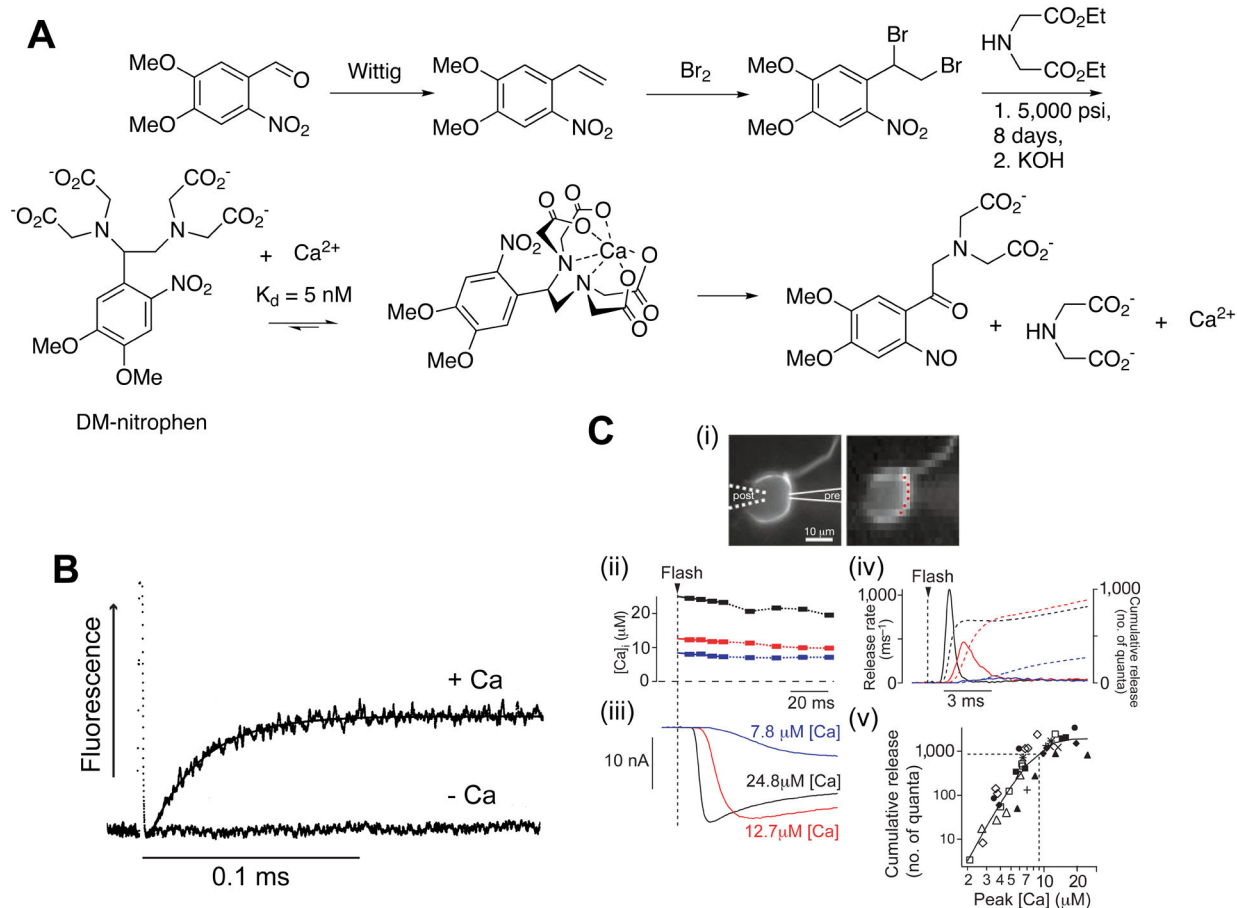 A
MeO
MeO
O
NO2
Wittig
MeO
MeO
NO2
Br2
Br
Br
MeO
MeO
NO2
CO2Et
HN
CO2Et
1. 5,000 psi,
8 days,
2. KOH
-O2C
CO2-
-O2C
N
N
CO2-
NO2
MeO
OMe
DM-nitrophen
+ Ca2+
Kd = 5 nM
NO2
MeO
MeO
O
O
O
O
Ca
O
O
O
O
N
N
CO2-
N
CO2-
O
MeO
MeO
NO
+
HN
CO2-
CO2-
+ Ca2+
B
Fluorescence
+ Ca
- Ca
0.1 ms
C
(i)
post
pre
10 µm
(ii)
Flash
[Ca]i (µM)
20
10
0
20 ms
(iii)
10 nA
7.8 µM [Ca]
24.8µM [Ca]
12.7µM [Ca]
(iv)
Flash
Release rate
(ms-1)
1,000
0
1,000
0
Cumulative release
(no. of quanta)
3 ms
(v)
Cumulative release
(no. of quanta)
1,000
100
10
2 3 4 5 7 10 20
Peak [Ca] (µM)